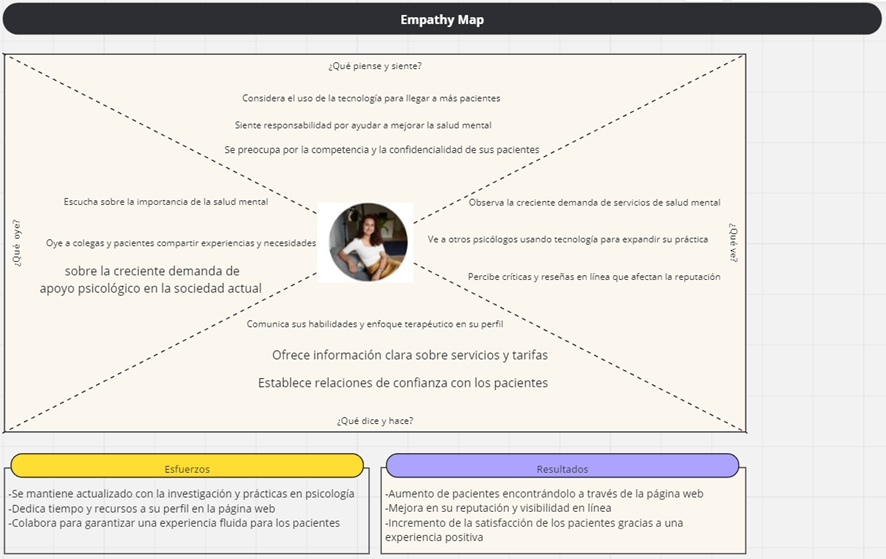 Empathy Map
¿Qué piense y siente?
Considera el uso de la tecnología para llegar a más pacientes
Siente responsabilidad por ayudar a mejorar la salud mental
Se preocupa por la competencia y la confidencialidad de sus pacientes
¿Qué oye?
Escucha sobre la importancia de la salud mental
Oye a colegas y pacientes compartir experiencias y necesidades
sobre la creciente demanda de
apoyo psicológico en la sociedad actual
Observa la creciente demanda de servicios de salud mental
Ve a otros psicólogos usando tecnología para expandir su práctica
Percibe críticas y reseñas en línea que afectan la reputación
¿Qué ve?
Comunica sus habilidades y enfoque terapéutico en su perfil
Ofrece información clara sobre servicios y tarifas
Establece relaciones de confianza con los pacientes
¿Qué dice y hace?
Esfuerzos
-Se mantiene actualizado con la investigación y prácticas en psicología
-Dedica tiempo y recursos a su perfil en la página web
-Colabora para garantizar una experiencia fluida para los pacientes
Resultados
-Aumento de pacientes encontrándolo a través de la página web
-Mejora en su reputación y visibilidad en línea
-Incremento de la satisfacción de los pacientes gracias a una
experiencia positiva